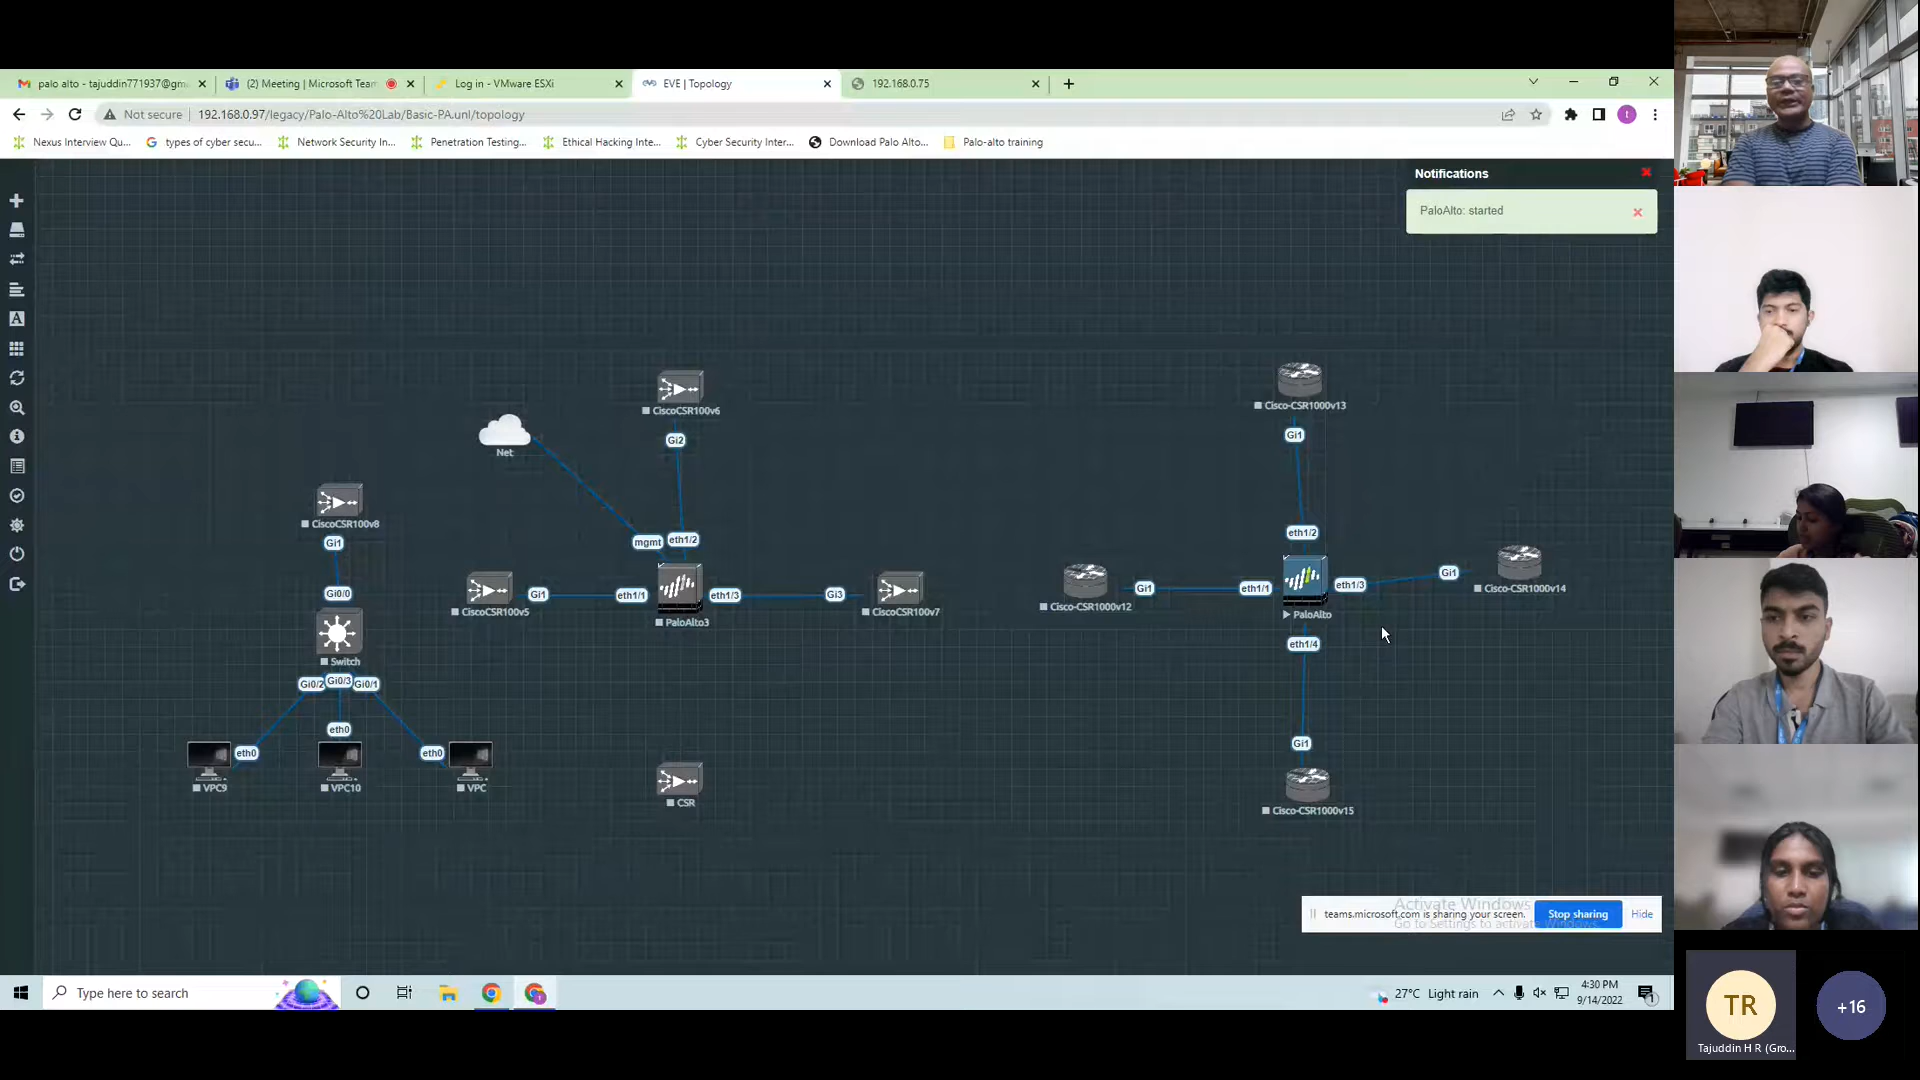 palo alto - tajuddin771937@gm
(2) Meeting | Microsoft Team
Log in - VMware ESXi
EVE | Topology
192.168.0.75
Not secure
192.168.0.97/legacy/Palo-Alto%20Lab/Basic-PA.unl/topology
t
Nexus Interview Qu...
types of cyber secu...
Network Security In...
Penetration Testing...
Ethical Hacking Inte...
Cyber Security Inter...
Download Palo Alto...
Palo-alto training
Notifications
PaloAlto: started
CiscoCSR100v6
Gi2
Net
CiscoCSR100v8
Gi1
Gi0/0
mgmt
eth1/2
CiscoCSR100v5
Gi1
eth1/1
PaloAlto3
eth1/3
Gi3
CiscoCSR100v7
Switch
Gi0/2
Gi0/3
Gi0/1
eth0
eth0
eth0
VPC9
VPC10
VPC
CSR
Cisco-CSR1000v13
Gi1
eth1/2
Cisco-CSR1000v12
Gi1
eth1/1
PaloAlto
eth1/3
Gi1
Cisco-CSR1000v14
eth1/4
Gi1
Cisco-CSR1000v15
Activate Windows
Go to Settings to activate Windows.
teams.microsoft.com is sharing your screen.
Stop sharing
Hide
Type here to search
27°C Light rain
4:30 PM
9/14/2022
1
TR
Tajuddin H R (Gro...
+16